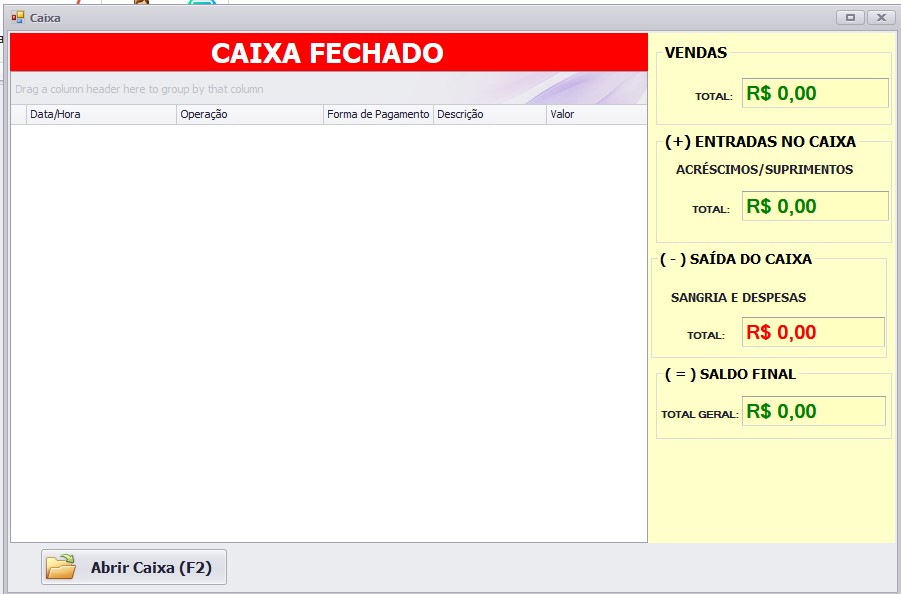 Caixa
CAIXA FECHADO
Drag a column header here to group by that column
Data/Hora Operação Forma de Pagamento Descrição Valor
VENDAS
TOTAL: R$ 0,00
(+) ENTRADAS NO CAIXA
ACRÉSCIMOS/SUPRIMENTOS
TOTAL: R$ 0,00
( - ) SAÍDA DO CAIXA
SANGRIA E DESPESAS
TOTAL: R$ 0,00
( = ) SALDO FINAL
TOTAL GERAL: R$ 0,00
Abrir Caixa (F2)